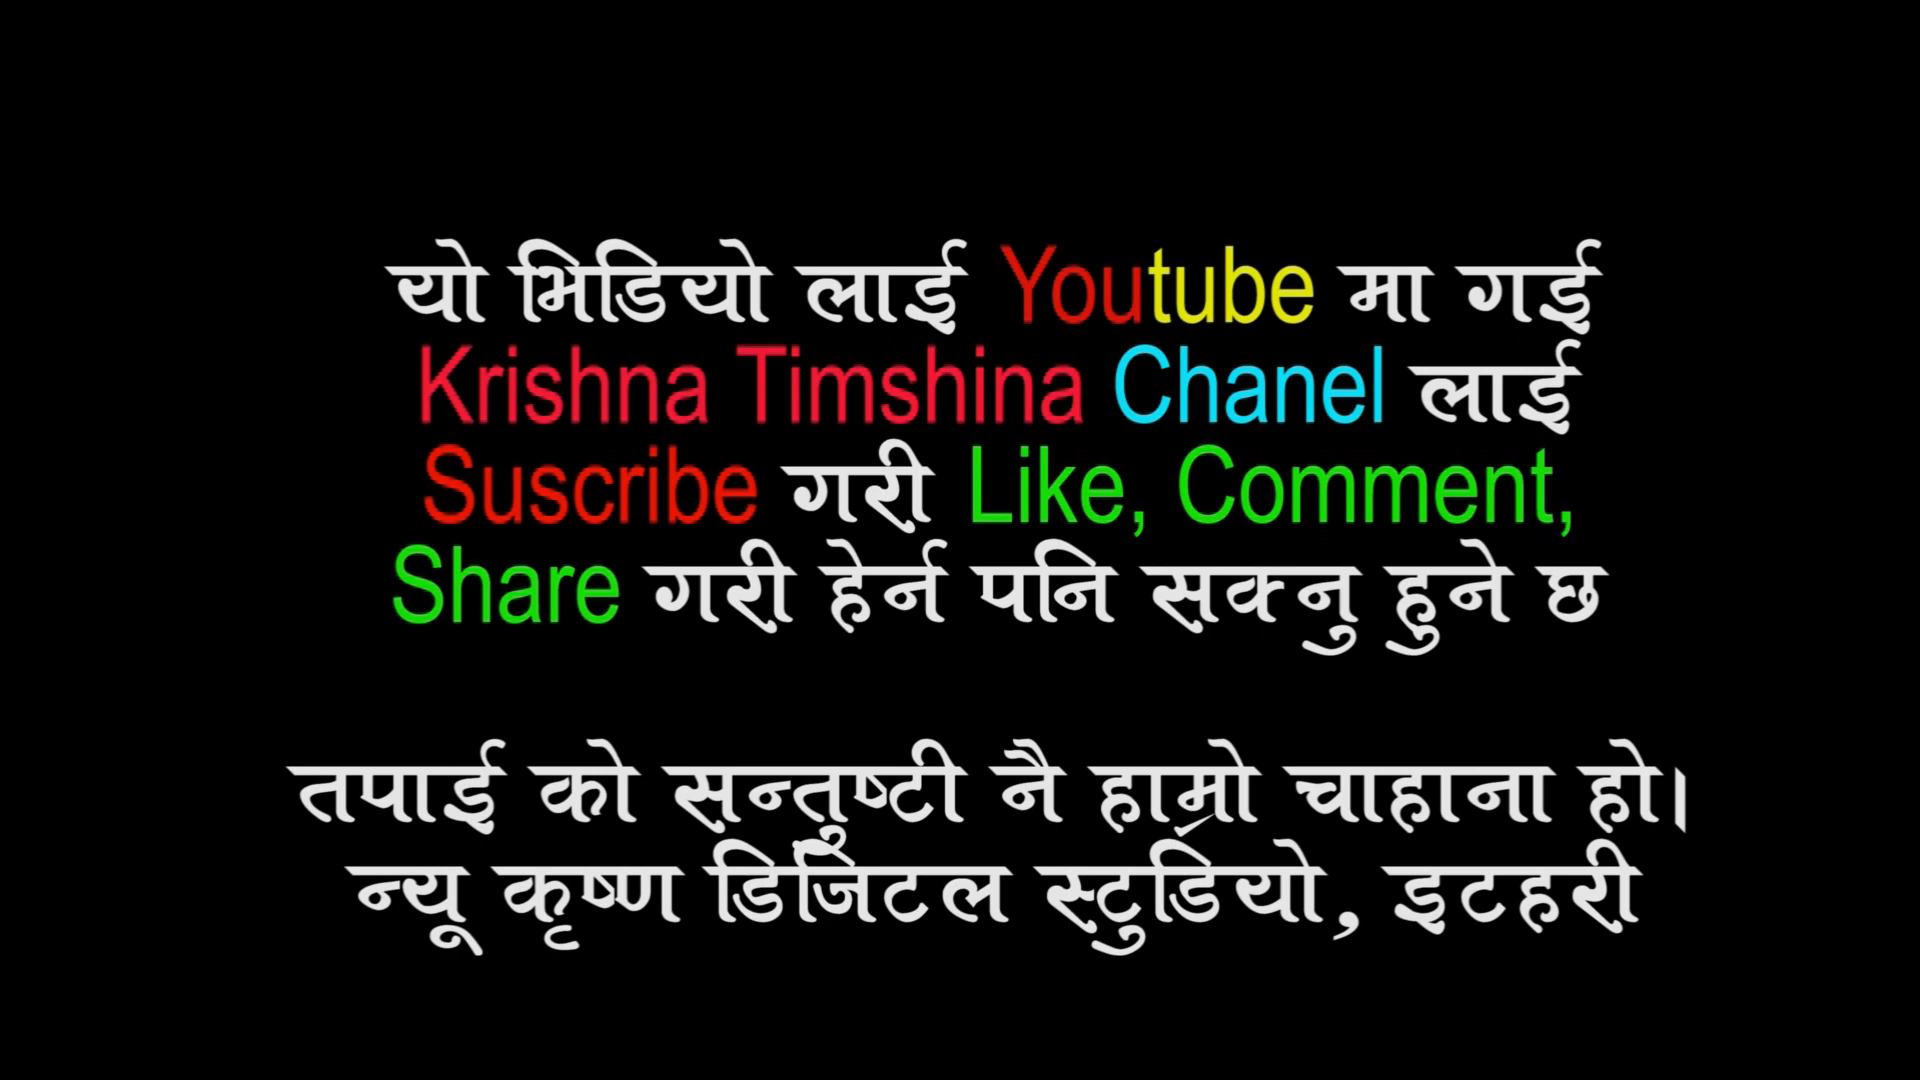 यो भिडियो लाई Youtube मा गई
Krishna Timshina Chanel लाई
Suscribe गरी Like, Comment,
Share गरी हेर्न पनि सक्नु हुने छ
तपाई को सन्तुष्टी नै हाम्रो चाहाना हो।
न्यू कृष्ण डिजिटल स्टुडियो, इटहरी